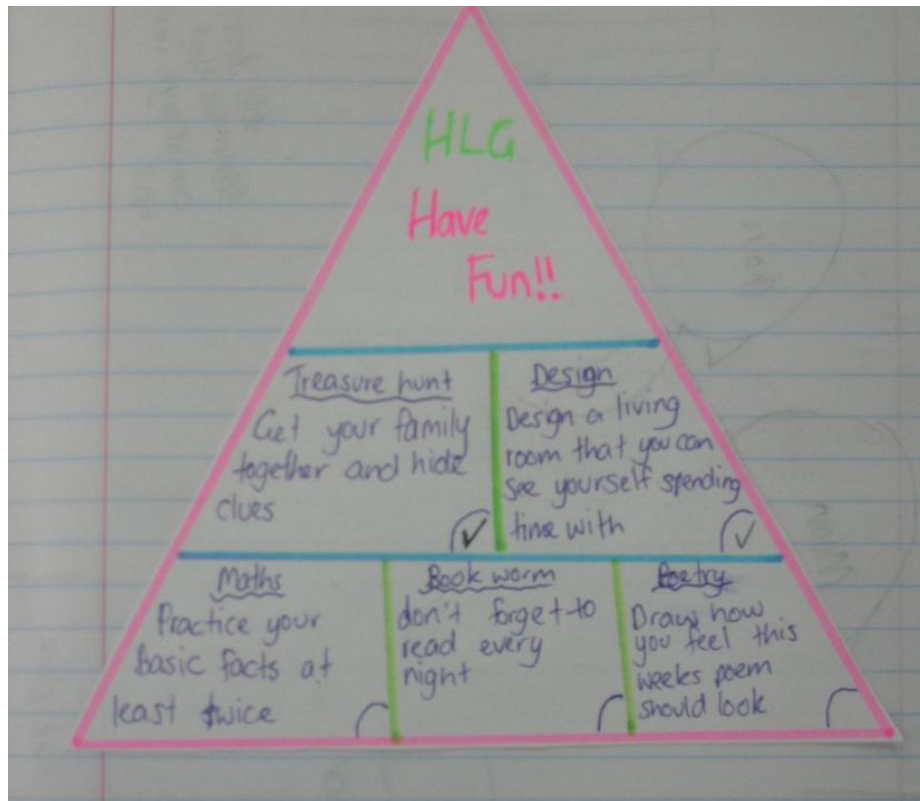 HLG
Have
Fun!!
Treasure hunt
Get your family
together and hide
clues
Design
Design a living
room that you can
see yourself spending
time with
Maths
Practice your
basic facts at
least twice
Book worm
don't forget to
read every
night
Poetry
Draw how
you feel this
weeks poem
should look